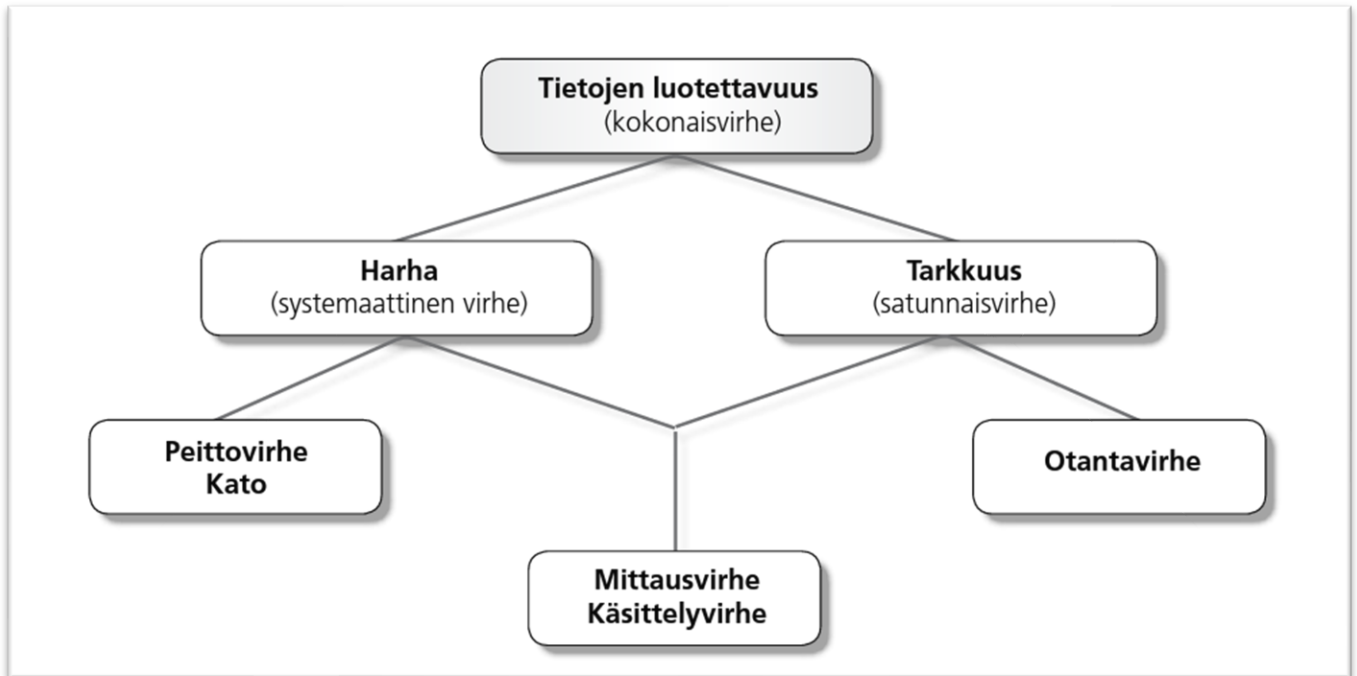 Tietojen luotettavuus
(kokonaisvirhe)
Harha
(systemaattinen virhe)
Tarkkuus
(satunnaisvirhe)
Peittovirhe
Kato
Otantavirhe
Mittausvirhe
Käsittelyvirhe